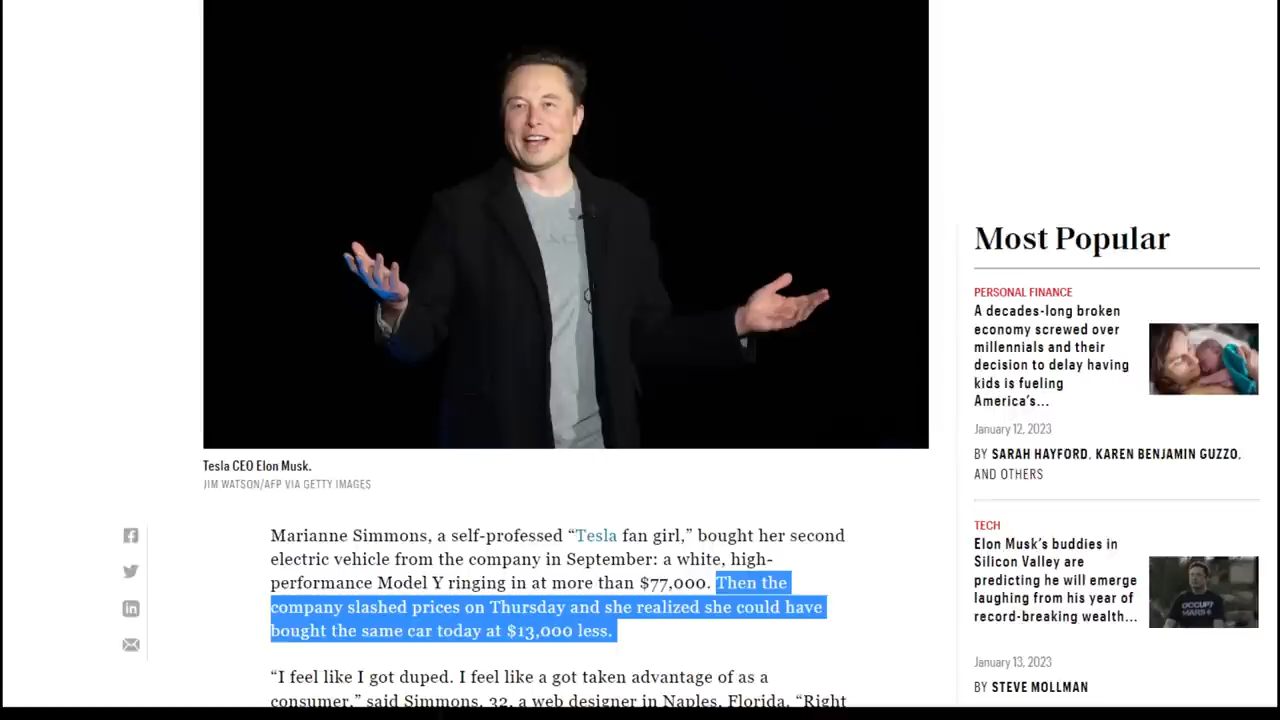 Tesla CEO Elon Musk.
JIM WATSON/AFP VIA GETTY IMAGES
Marianne Simmons, a self-professed “Tesla fan girl,” bought her second
electric vehicle from the company in September: a white, high-
performance Model Y ringing in at more than $77,000. Then the
company slashed prices on Thursday and she realized she could have
bought the same car today at $13,000 less.
“I feel like I got duped. I feel like a got taken advantage of as a
consumer,” said Simmons, 32, a web designer in Naples, Florida. “Right
Most Popular
PERSONAL FINANCE
A decades-long broken
economy screwed over
millennials and their
decision to delay having
kids is fueling
America’s...
January 12, 2023
BY SARAH HAYFORD, KAREN BENJAMIN GUZZO,
AND OTHERS
TECH
Elon Musk’s buddies in
Silicon Valley are
predicting he will emerge
laughing from his year of
record-breaking wealth...
OCCUPY
MARS
January 13, 2023
BY STEVE MOLLMAN